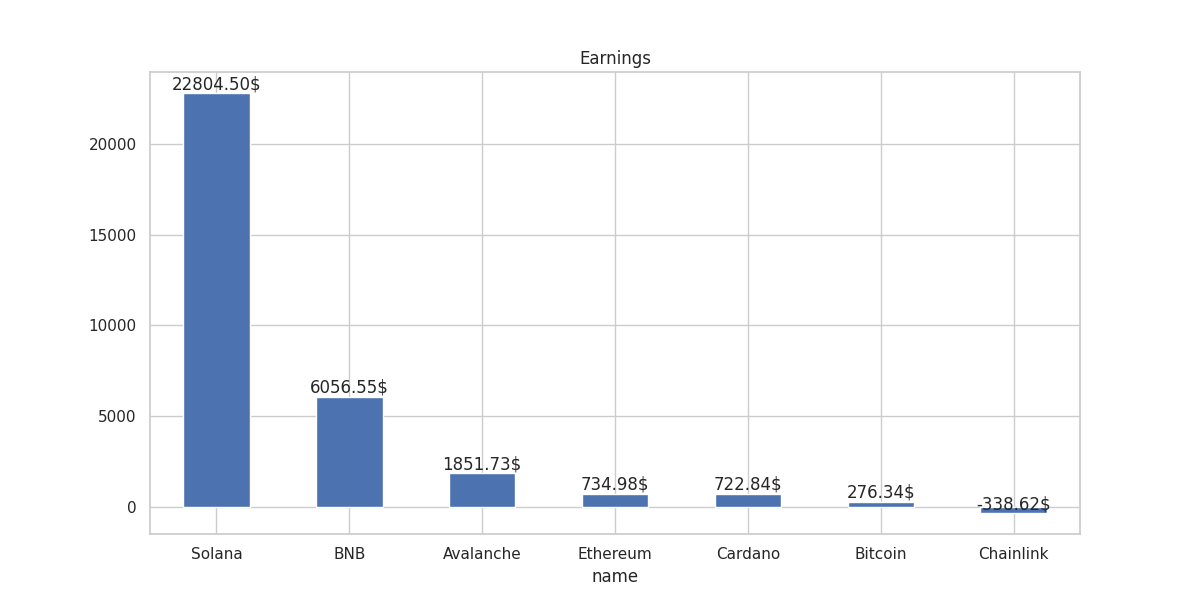 Earnings
22804.50$
20000
15000
10000
6056.55$
5000
1851.73$
734.98$ 722.84$ 276.34$ -338.62$
0
Solana BNB Avalanche Ethereum Cardano Bitcoin Chainlink
name